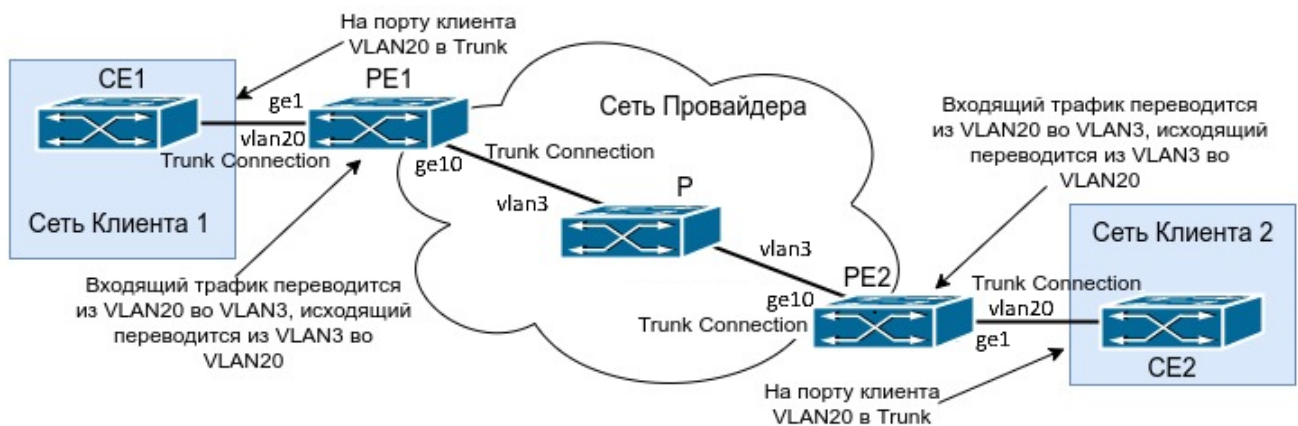 На порту клиента
VLAN20 в Trunk
CE1
PE1
ge1
vlan20
Trunk Connection
ge10
Сеть Клиента 1
Сеть Провайдера
Trunk Connection
vlan3
P
vlan3
Входящий трафик переводится
из VLAN20 во VLAN3, исходящий
переводится из VLAN3 во
VLAN20
Входящий трафик переводится
из VLAN20 во VLAN3, исходящий
переводится из VLAN3 во
VLAN20
Сеть Клиента 2
PE2
ge10
Trunk Connection
Trunk Connection
vlan20
ge1
CE2
На порту клиента
VLAN20 в Trunk